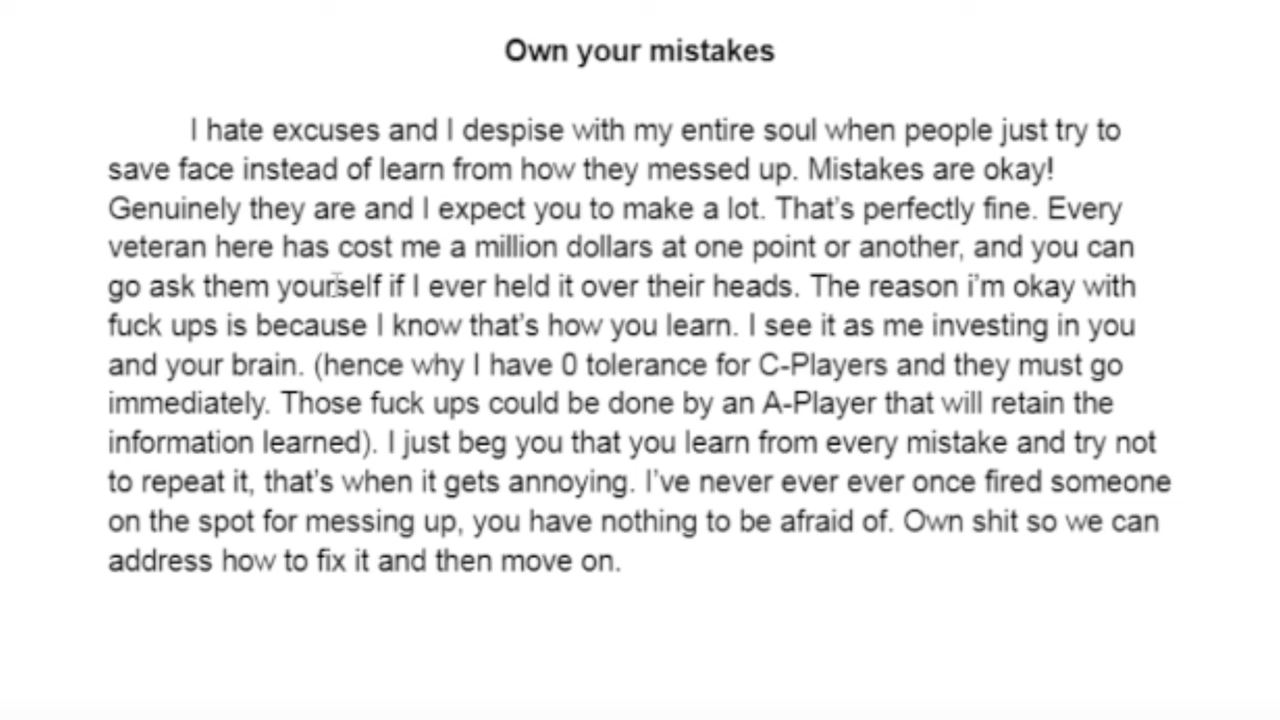 Own your mistakes
I hate excuses and I despise with my entire soul when people just try to
save face instead of learn from how they messed up. Mistakes are okay!
Genuinely they are and I expect you to make a lot. That's perfectly fine. Every
veteran here has cost me a million dollars at one point or another, and you can
go ask them yourself if I ever held it over their heads. The reason i'm okay with
fuck ups is because I know that's how you learn. I see it as me investing in you
and your brain. (hence why I have 0 tolerance for C-Players and they must go
immediately. Those fuck ups could be done by an A-Player that will retain the
information learned). I just beg you that you learn from every mistake and try not
to repeat it, that's when it gets annoying. I've never ever ever once fired someone
on the spot for messing up, you have nothing to be afraid of. Own shit so we can
address how to fix it and then move on.